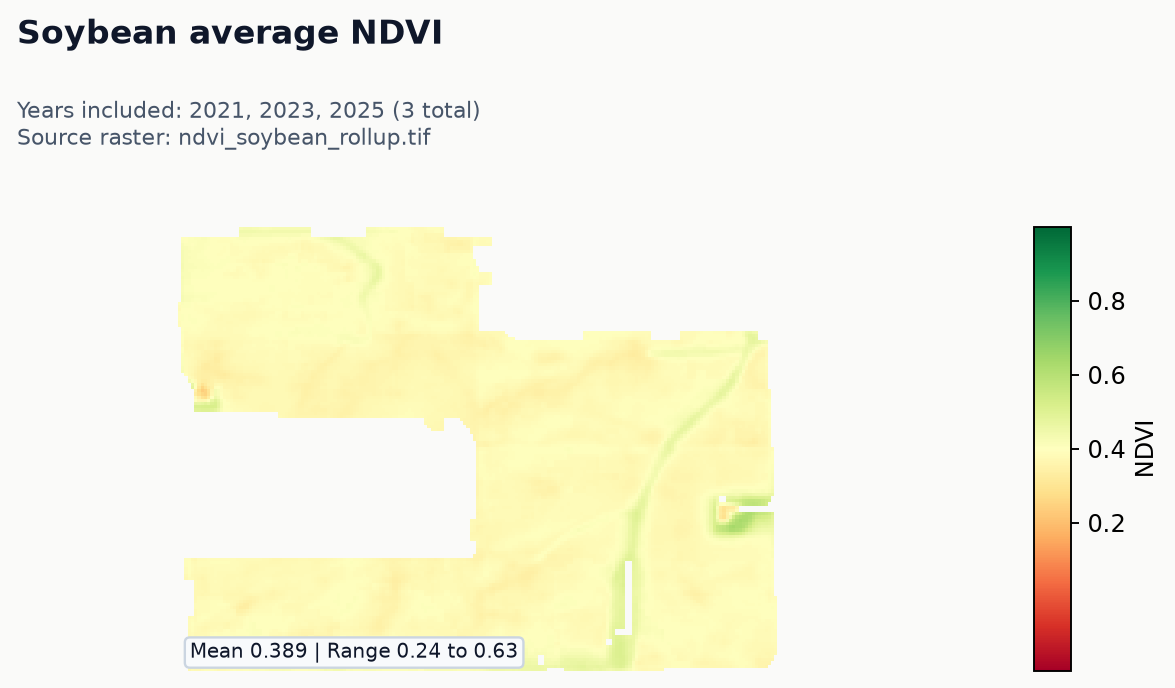 Soybean average NDVI
Years included: 2021, 2023, 2025 (3 total)
Source raster: ndvi_soybean_rollup.tif
0.8
0.6
0.4
0.2
NDVI
Mean 0.389 | Range 0.24 to 0.63